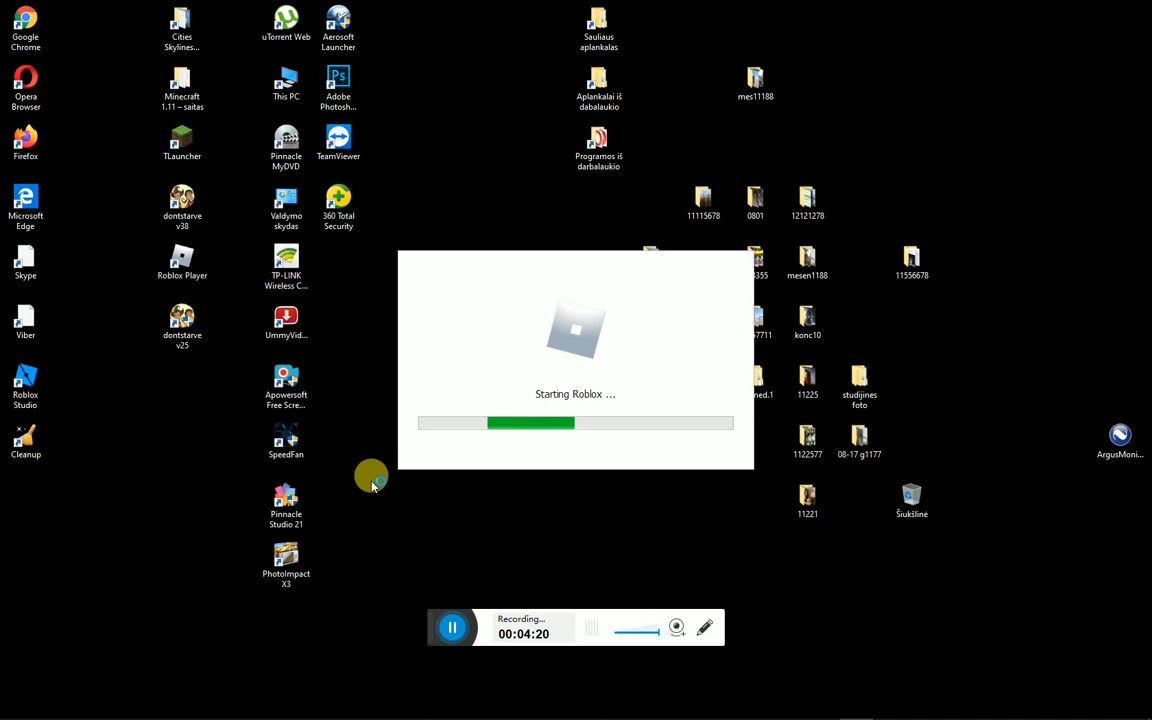 Google
Chrome
Opera
Browser
Firefox
Microsoft
Edge
Skype
Viber
Roblox
Studio
Cleanup
Cities
Skylines...
Minecraft
1.11 – saitas
TLauncher
dontstarve
v38
Roblox Player
dontstarve
v25
uTorrent Web
This PC
Pinnacle
MyDVD
Valdymo
skydas
TP-LINK
Wireless C...
UmmyVid...
Apowersoft
Free Scre...
SpeedFan
Pinnacle
Studio 21
PhotoImpact
X3
Aerosoft
Launcher
Adobe
Photosh...
TeamViewer
360 Total
Security
Sauliaus
aplankalas
Aplankalai iš
dabalaukio
Programos iš
darbalaukio
mes11188
11115678
0801
12121278
8355
mesen1188
11556678
57711
konc10
ned.1
11225
studijines
foto
1122577
08-17 g1177
11221
Šiukšlinė
ArgusMoni...
Starting Roblox ...
Recording...
00:04:20